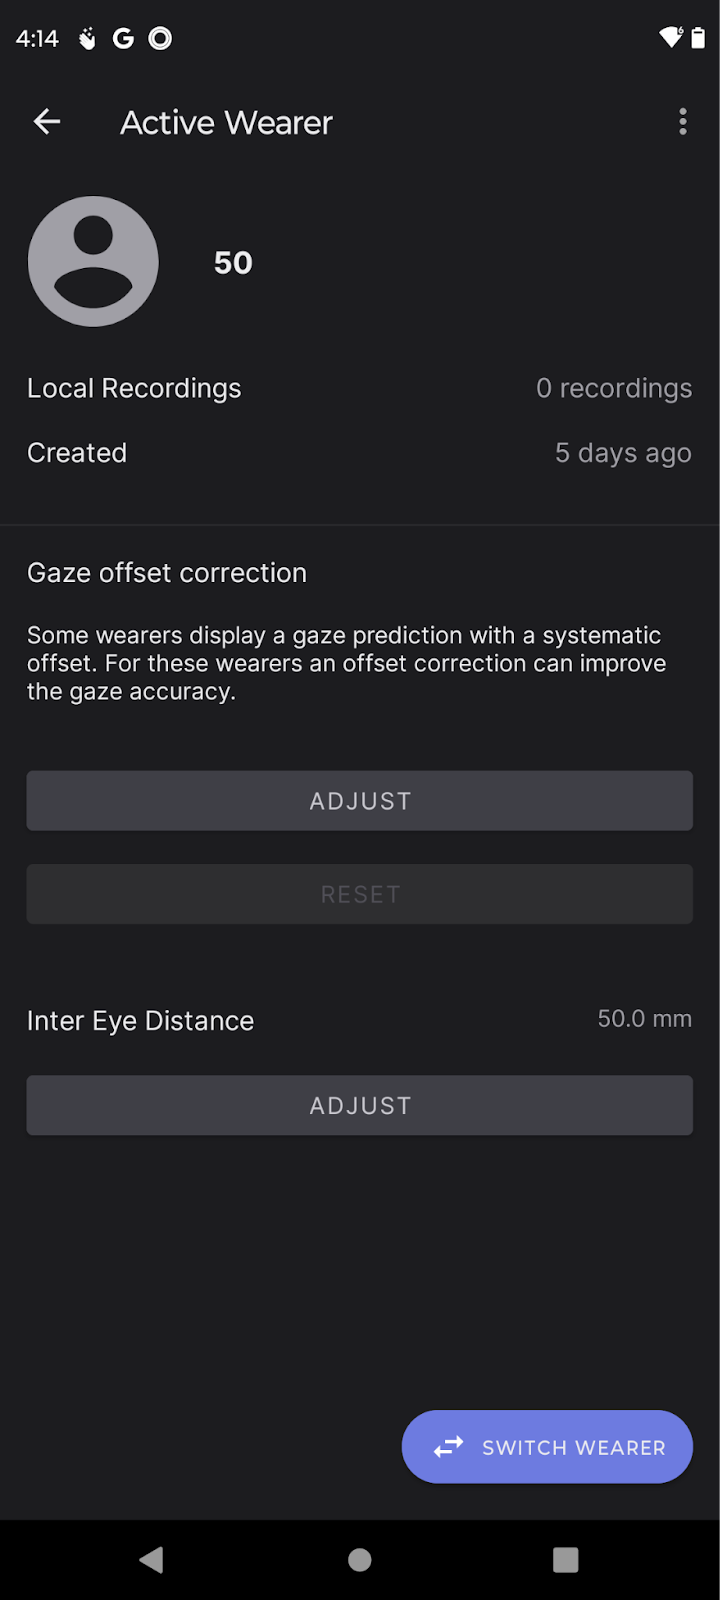 4:14
Active Wearer
50
Local Recordings 0 recordings
Created 5 days ago
Gaze offset correction
Some wearers display a gaze prediction with a systematic
offset. For these wearers an offset correction can improve
the gaze accuracy.
ADJUST
RESET
Inter Eye Distance 50.0 mm
ADJUST
SWITCH WEARER